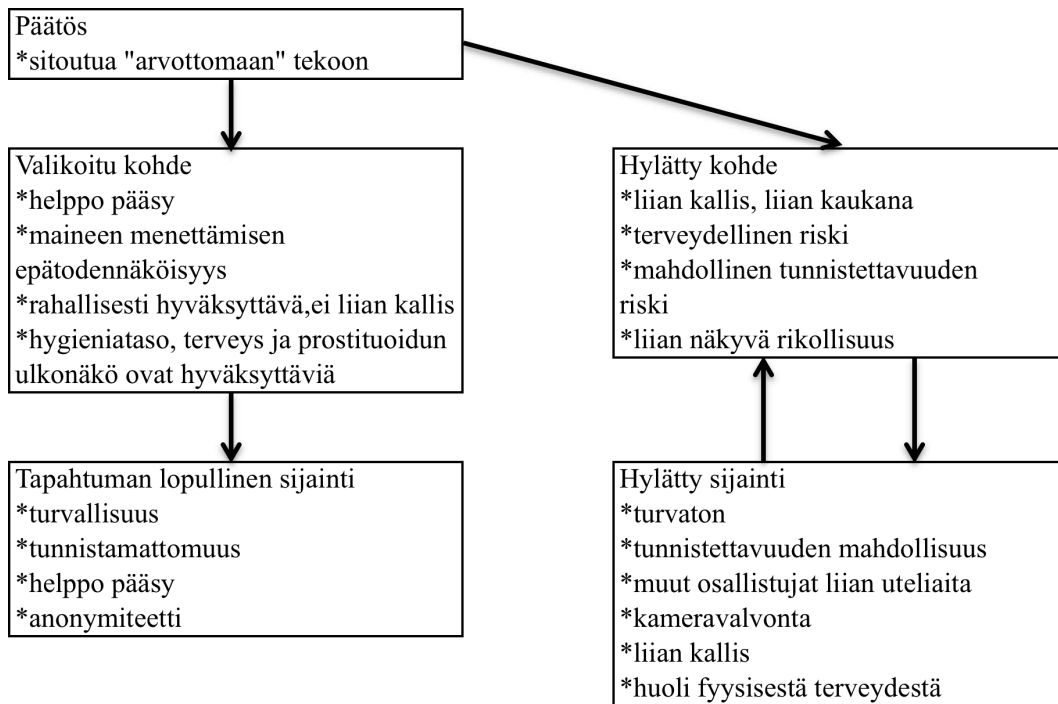 Päätös
*sitoutua "arvottomaan" tekoon
Valikoitu kohde
*helppo pääsy
*maineen menettämisen
epätodennäköisyys
*rahallisesti hyväksyttävä,ei liian kallis
*hygieniataso, terveys ja prostituoidun
ulkonäkö ovat hyväksyttäviä
Hylätty kohde
*liian kallis, liian kaukana
*terveydellinen riski
*mahdollinen tunnistettavuuden
riski
*liian näkyvä rikollisuus
Tapahtuman lopullinen sijainti
*turvallisuus
*tunnistamattomuus
*helppo pääsy
*anonymiteetti
Hylätty sijainti
*turvaton
*tunnistettavuuden mahdollisuus
*muut osallistujat liian uteliaita
*kameravalvonta
*liian kallis
*huoli fyysisestä terveydestä